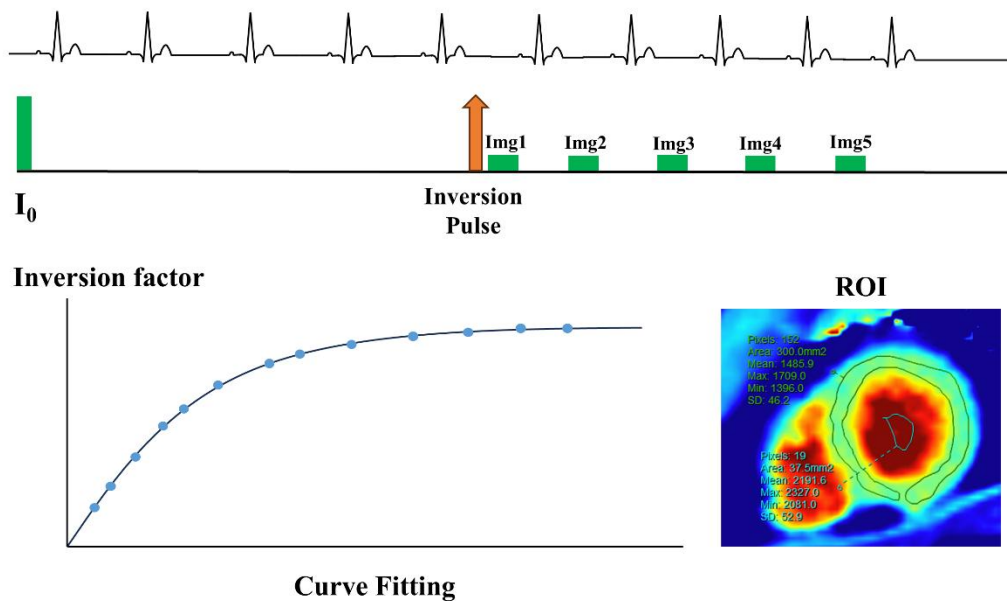 Img1 Img2 Img3 Img4 Img5
I₀
Inversion
Pulse
Inversion factor
Curve Fitting
ROI
Pixels: 152
Area: 300.0mm2
Mean: 1485.9
Max: 1709.0
Min: 1396.0
SD: 46.2
Pixels: 19
Area: 37.5mm2
Mean: 2191.6
Max: 2327.0
Min: 2081.0
SD: 52.9